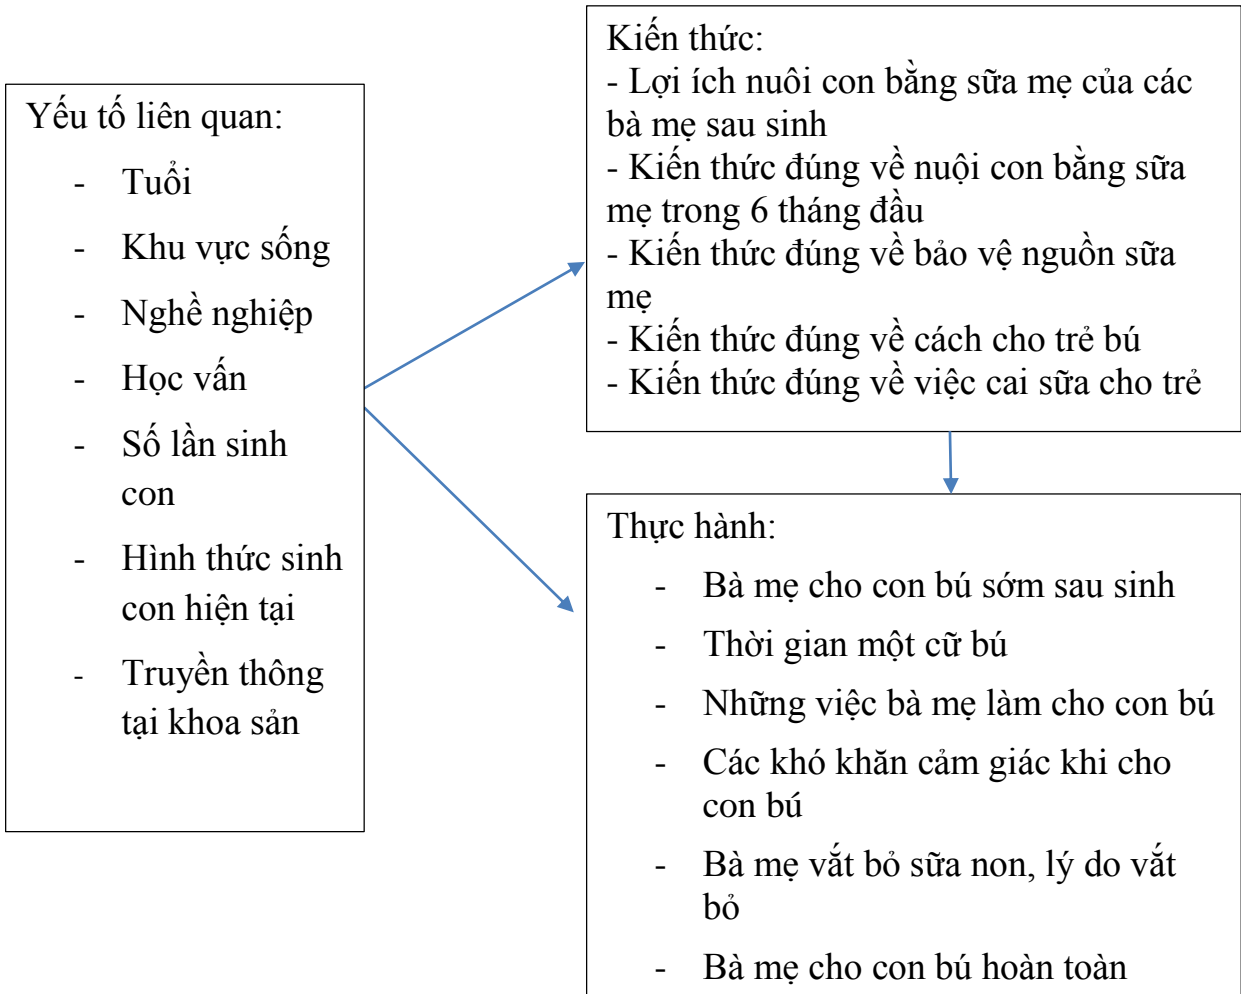 Yếu tố liên quan:
- Tuổi
- Khu vực sống
- Nghề nghiệp
- Học vấn
- Số lần sinh
con
- Hình thức sinh
con hiện tại
- Truyền thông
tại khoa sản
Kiến thức:
- Lợi ích nuôi con bằng sữa mẹ của các
bà mẹ sau sinh
- Kiến thức đúng về nuội con bằng sữa
mẹ trong 6 tháng đầu
- Kiến thức đúng về bảo vệ nguồn sữa
mẹ
- Kiến thức đúng về cách cho trẻ bú
- Kiến thức đúng về việc cai sữa cho trẻ
Thực hành:
- Bà mẹ cho con bú sớm sau sinh
- Thời gian một cữ bú
- Những việc bà mẹ làm cho con bú
- Các khó khăn cảm giác khi cho
con bú
- Bà mẹ vắt bỏ sữa non, lý do vắt
bỏ
- Bà mẹ cho con bú hoàn toàn